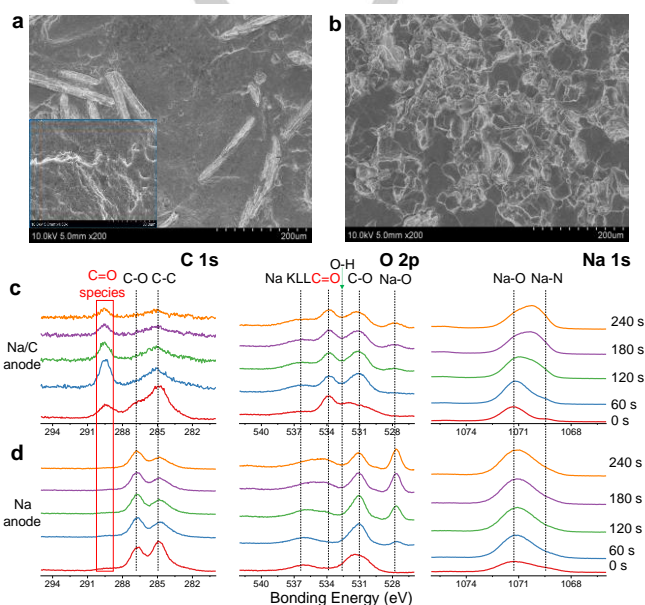 a
b
10.0kV 5.0mm x200
200um
10.0kV 5.0mm x200
200um
C 1s
O 2p
Na 1s
C=O
species
C-O
C-C
Na KLL
C=O
O-H
C-O
Na-O
Na-O
Na-N
c
Na/C
anode
240 s
180 s
120 s
60 s
0 s
294
291
288
285
282
540
537
534
531
528
1074
1071
1068
d
Na
anode
240 s
180 s
120 s
60 s
0 s
294
291
288
285
282
540
537
534
531
528
1074
1071
1068
Bonding Energy (eV)